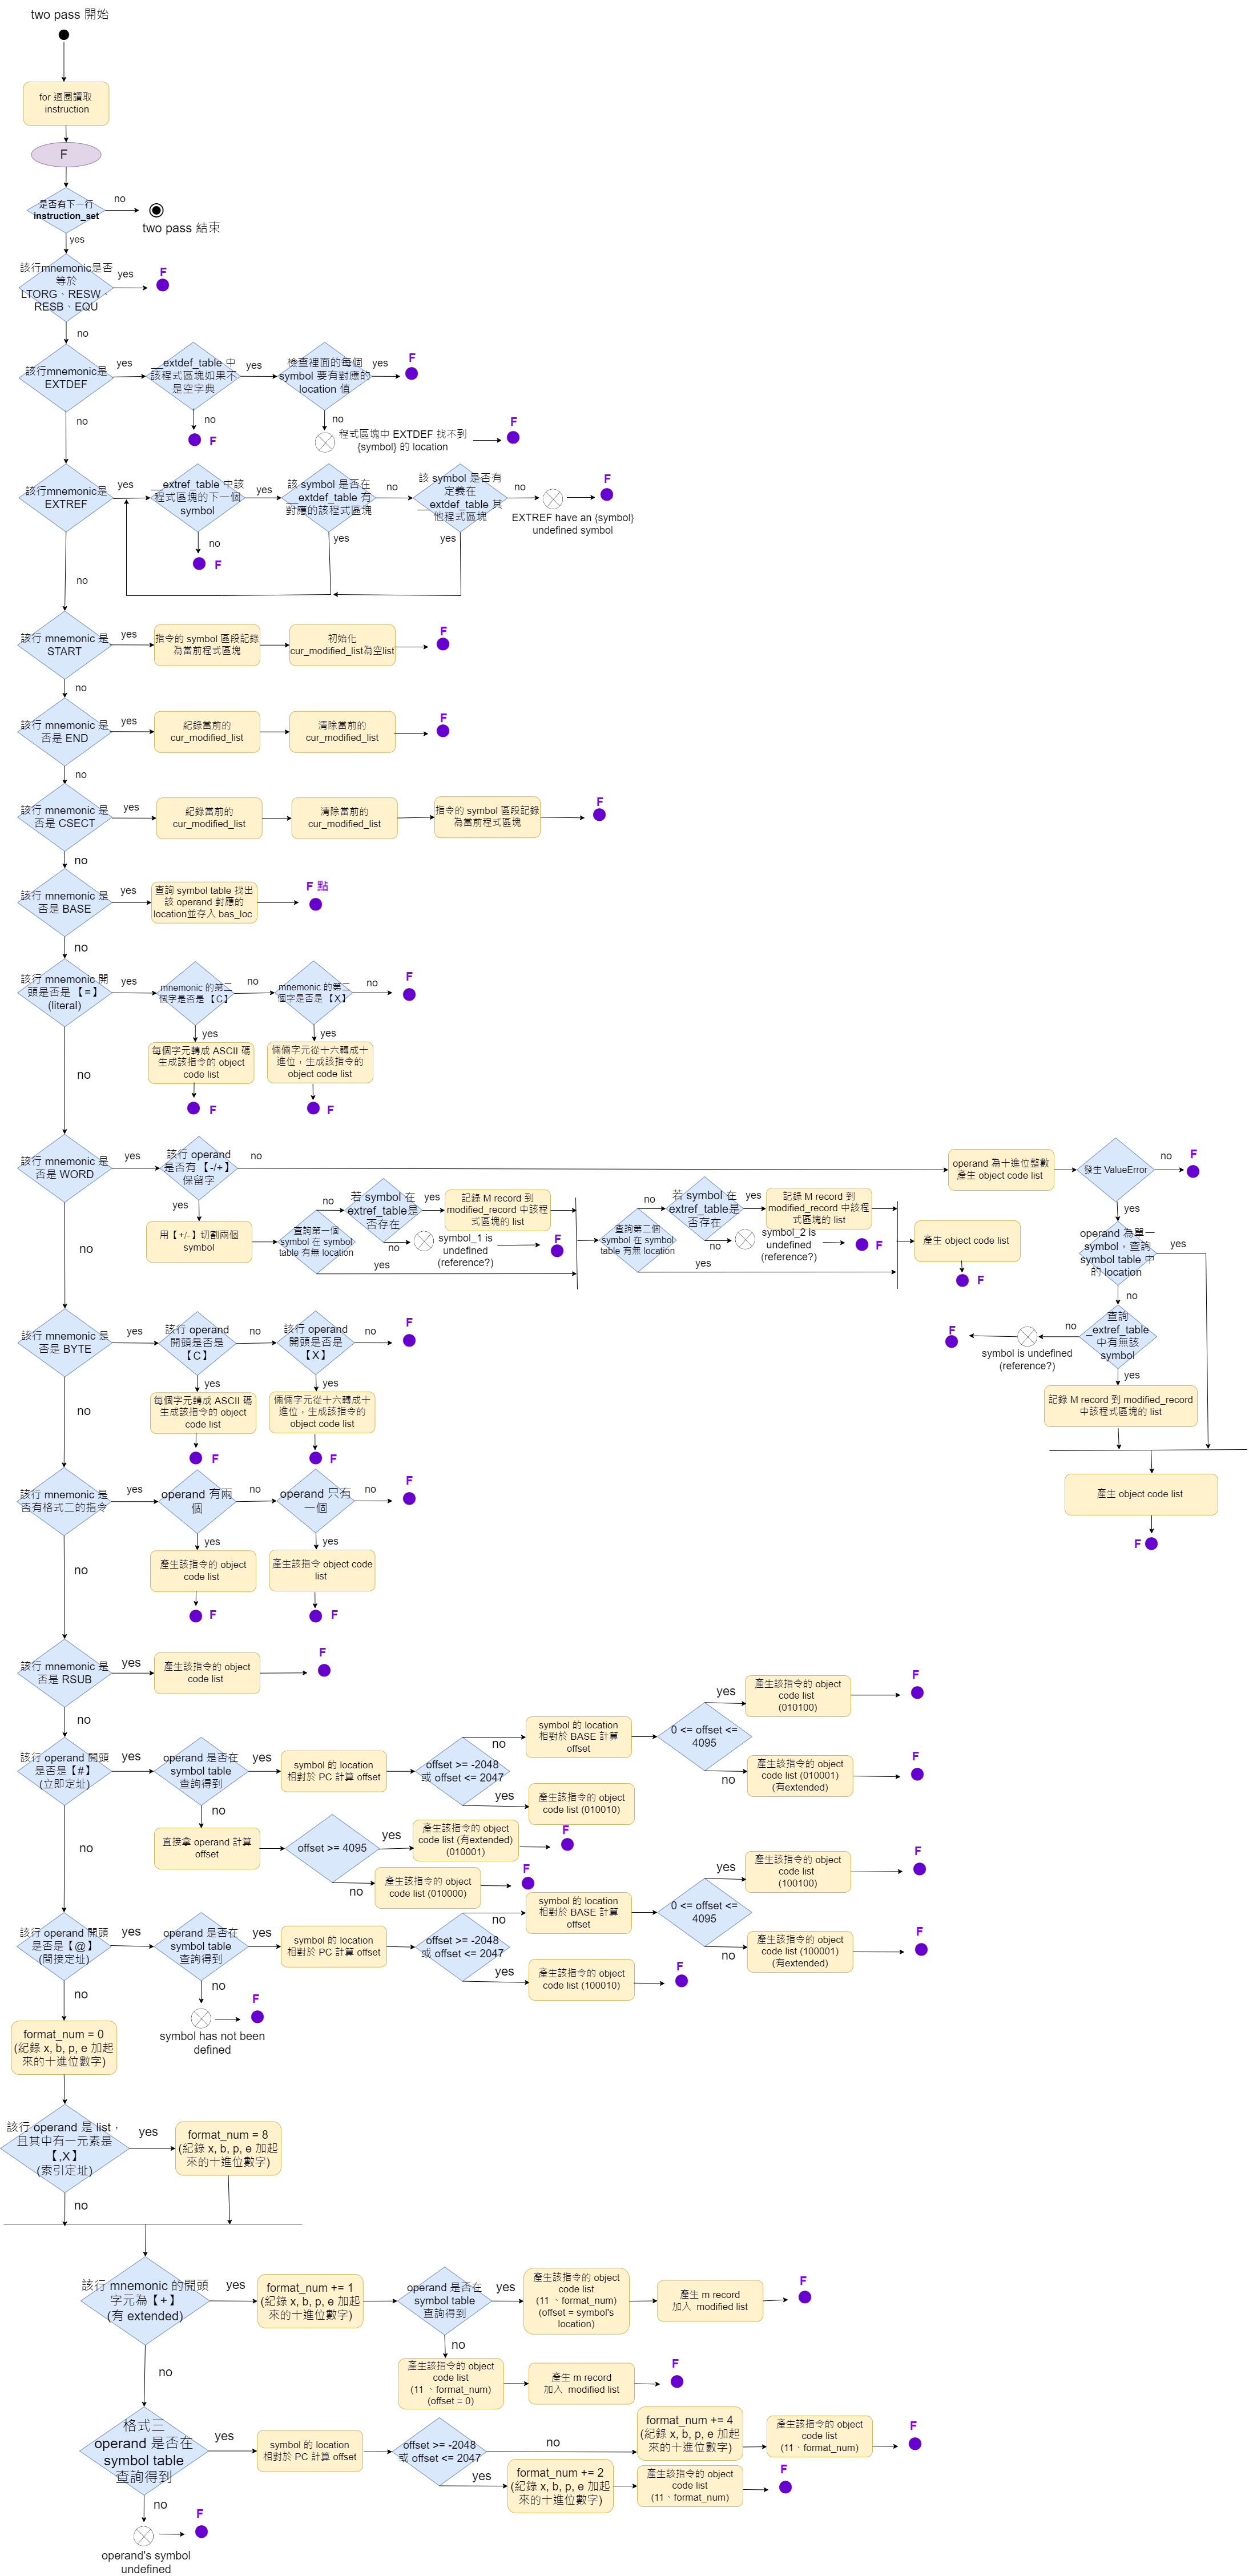 two pass 開始
for 迴圈讀取
instruction
F
是否有下一行
instruction_set
no
two pass 結束
yes
該行mnemonic是否
等於
LTORG、RESW、
RESB、EQU
yes
F
no
該行mnemonic是
EXTDEF
yes
__extdef_table 中
該程式區塊如果不
是空字典
yes
檢查裡面的每個
symbol 要有對應的
location 值
yes
F
no
F
no
程式區塊中 EXTDEF 找不到
{symbol} 的 location
F
no
該行mnemonic是
EXTREF
yes
__extref_table 中該
程式區塊的下一個
symbol
yes
該 symbol 是否在
__extdef_table 有
對應的該程式區塊
no
該 symbol 是否有
定義在
__extdef_table 其
他程式區塊
no
F
EXTREF have an {symbol}
undefined symbol
no
F
yes
yes
no
該行 mnemonic 是
START
yes
指令的 symbol 區段記錄
為當前程式區塊
初始化
cur_modified_list為空list
F
no
該行 mnemonic 是
否是 END
yes
紀錄當前的
cur_modified_list
清除當前的
cur_modified_list
F
no
該行 mnemonic 是
否是 CSECT
yes
紀錄當前的
cur_modified_list
清除當前的
cur_modified_list
指令的 symbol 區段記錄
為當前程式區塊
F
no
該行 mnemonic 是
否是 BASE
yes
查詢 symbol table 找出
該 operand 對應的
location並存入 bas_loc
F 點
no
該行 mnemonic 開
頭是否是【=】
(literal)
yes
mnemonic 的第二
個字是否是【C】
no
mnemonic 的第二
個字是否是【X】
no
F
yes
每個字元轉成 ASCII 碼
生成該指令的 object
code list
F
yes
倆倆字元從十六轉成十
進位，生成該指令的
object code list
F
no
該行 mnemonic 是
否是 WORD
yes
該行 operand
是否有【-/+】
保留字
no
operand 為十進位整數
產生 object code list
發生 ValueError
no
F
yes
用【+/-】切割兩個
symbol
查詢第一個
symbol 在 symbol
table 有無 location
no
若 symbol 在
extref_table是
否存在
yes
記錄 M record 到
modified_record 中該程
式區塊的 list
no
symbol_1 is
undefined
(reference?)
F
yes
查詢第二個
symbol 在 symbol
table 有無 location
no
若 symbol 在
extref_table是
否存在
yes
記錄 M record 到
modified_record 中該程
式區塊的 list
no
symbol_2 is
undefined
(reference?)
F
yes
產生 object code list
F
yes
operand 為單一
symbol，查詢
symbol table 中
的 location
yes
no
查詢
_extref_table
中有無該
symbol
no
symbol is undefined
(reference?)
F
yes
記錄 M record 到 modified_record
中該程式區塊的 list
產生 object code list
F
no
該行 mnemonic 是
否是 BYTE
yes
該行 operand
開頭是否是
【C】
no
該行 operand
開頭是否是
【X】
no
F
yes
每個字元轉成 ASCII 碼
生成該指令的 object
code list
F
yes
倆倆字元從十六轉成十
進位，生成該指令的
object code list
F
no
該行 mnemonic 是
否有格式二的指令
yes
operand 有兩
個
no
operand 只有
一個
no
F
yes
產生該指令的 object
code list
F
yes
產生該指令 object code
list
F
no
該行 mnemonic 是
否是 RSUB
yes
產生該指令的 object
code list
F
no
該行 operand 開頭
是否是【#】
(立即定址)
yes
operand 是否在
symbol table
查詢得到
yes
symbol 的 location
相對於 PC 計算 offset
offset >= -2048
或 offset <= 2047
no
symbol 的 location
相對於 BASE 計算
offset
0 <= offset <=
4095
yes
產生該指令的 object
code list
(010100)
F
no
產生該指令的 object
code list (010001)
(有extended)
F
yes
產生該指令的 object
code list (010010)
F
no
直接拿 operand 計算
offset
offset >= 4095
yes
產生該指令的 object
code list (有extended)
(010001)
no
產生該指令的 object
code list (010000)
F
no
該行 operand 開頭
是否是【@】
(間接定址)
yes
operand 是否在
symbol table
查詢得到
yes
symbol 的 location
相對於 PC 計算 offset
offset >= -2048
或 offset <= 2047
no
symbol 的 location
相對於 BASE 計算
offset
0 <= offset <=
4095
yes
產生該指令的 object
code list
(100100)
F
no
產生該指令的 object
code list (100001)
(有extended)
F
yes
產生該指令的 object
code list (100010)
F
no
symbol has not been
defined
F
no
format_num = 0
(紀錄 x, b, p, e 加起
來的十進位數字)
該行 operand 是 list，
且其中有一元素是
【,X】
(索引定址)
yes
format_num = 8
(紀錄 x, b, p, e 加起
來的十進位數字)
no
該行 mnemonic 的開頭
字元為【+】
(有 extended)
yes
format_num += 1
(紀錄 x, b, p, e 加起
來的十進位數字)
operand 是否在
symbol table
查詢得到
yes
產生該指令的 object
code list
(11 、format_num)
(offset = symbol's
location)
產生 m record
加入 modified list
F
no
產生該指令的 object
code list
(11 、format_num)
(offset = 0)
產生 m record
加入 modified list
F
no
格式三
operand 是否在
symbol table
查詢得到
yes
symbol 的 location
相對於 PC 計算 offset
offset >= -2048
或 offset <= 2047
no
format_num += 4
(紀錄 x, b, p, e 加起
來的十進位數字)
產生該指令的 object
code list
(11、format_num)
F
yes
format_num += 2
(紀錄 x, b, p, e 加起
來的十進位數字)
產生該指令的 object
code list
(11、format_num)
F
no
F
operand's symbol
undefined